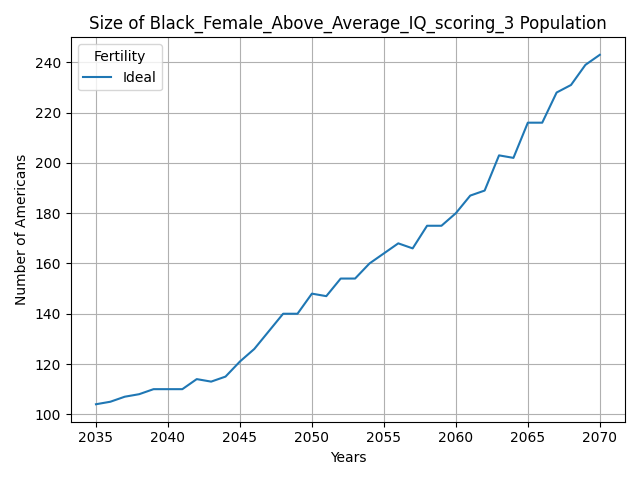 Size of Black_Female_Above_Average_IQ_scoring_3 Population
Fertility
Ideal
Number of Americans
240
220
200
180
160
140
120
100
2035 2040 2045 2050 2055 2060 2065 2070
Years